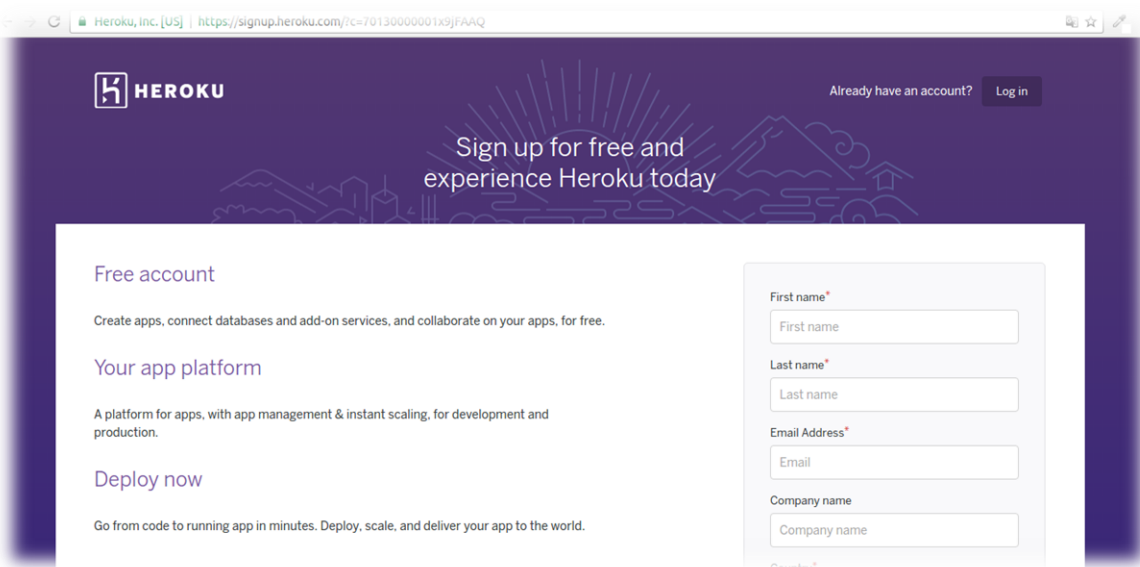 Heroku, Inc. [US] | https://signup.heroku.com/?c=70130000001x9jFAAQ
HEROKU
Already have an account? Log in
Sign up for free and
experience Heroku today
Free account
Create apps, connect databases and add-on services, and collaborate on your apps, for free.
Your app platform
A platform for apps, with app management & instant scaling, for development and
production.
Deploy now
Go from code to running app in minutes. Deploy, scale, and deliver your app to the world.
First name*
First name
Last name*
Last name
Email Address*
Email
Company name
Company name
Country*